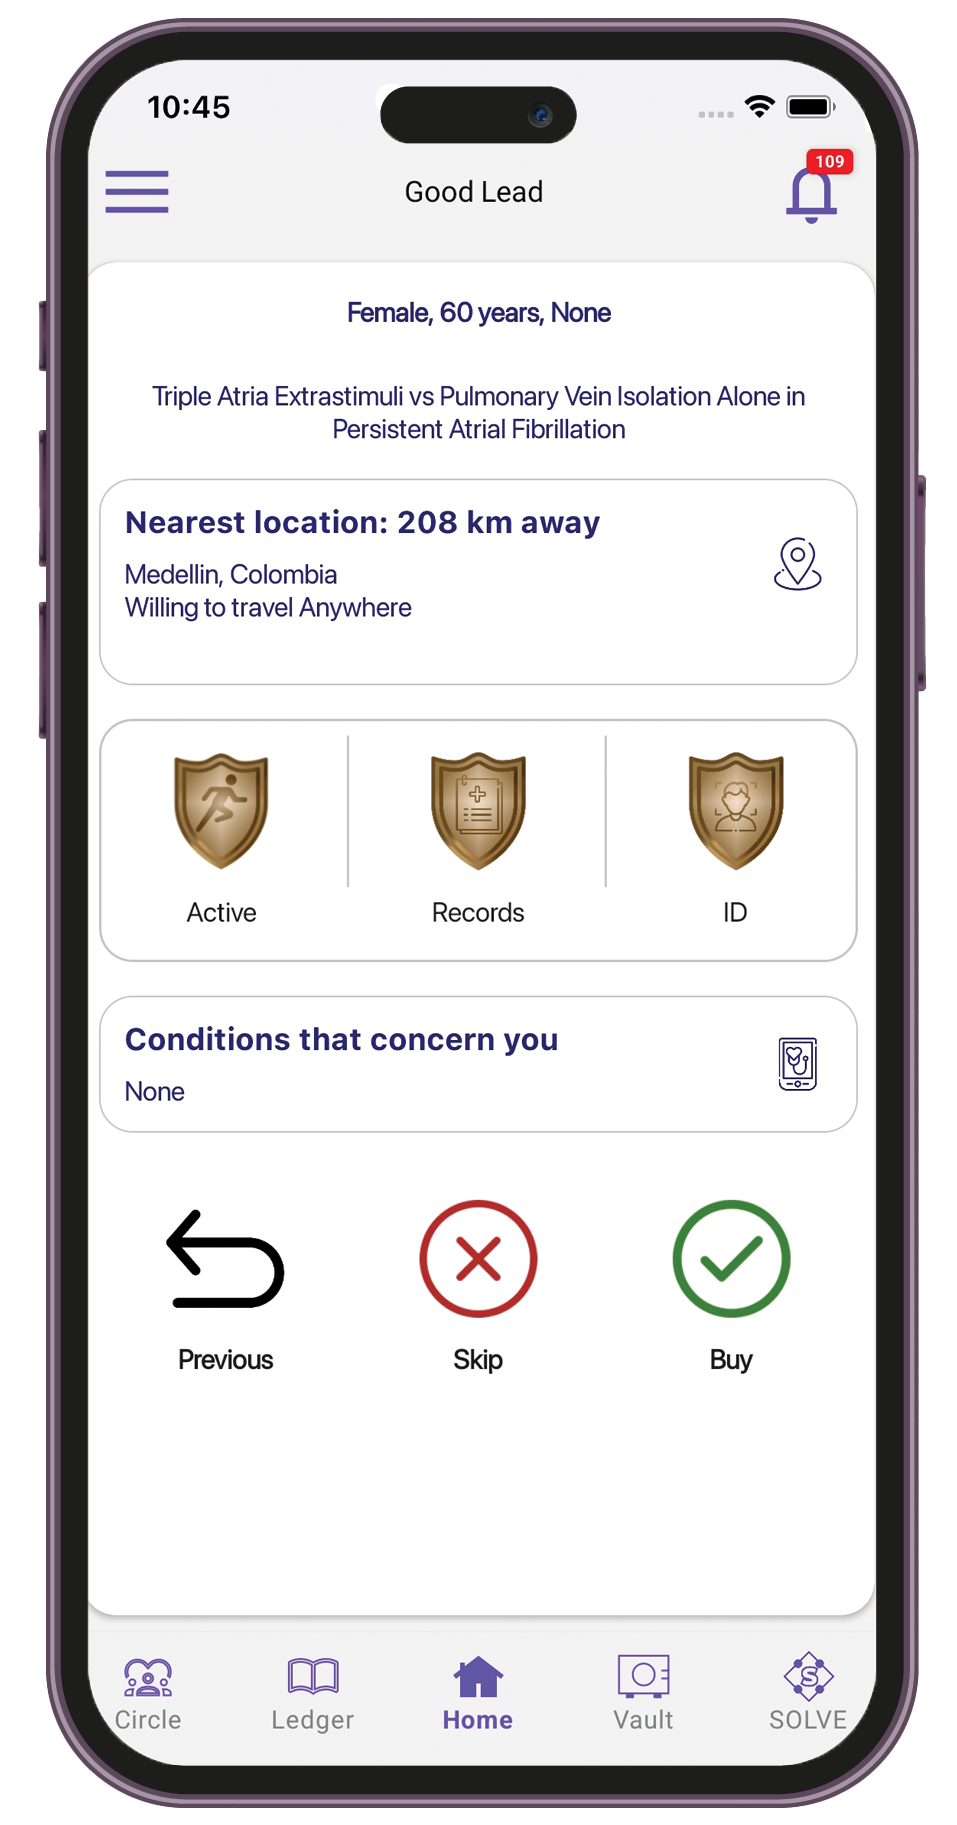 10:45
109
Good Lead
Female, 60 years, None
Triple Atria Extrastimuli vs Pulmonary Vein Isolation Alone in
Persistent Atrial Fibrillation
Nearest location: 208 km away
Medellin, Colombia
Willing to travel Anywhere
Active
Records
ID
Conditions that concern you
None
Previous
Skip
Buy
S
Circle
Ledger
Home
Vault
SOLVE